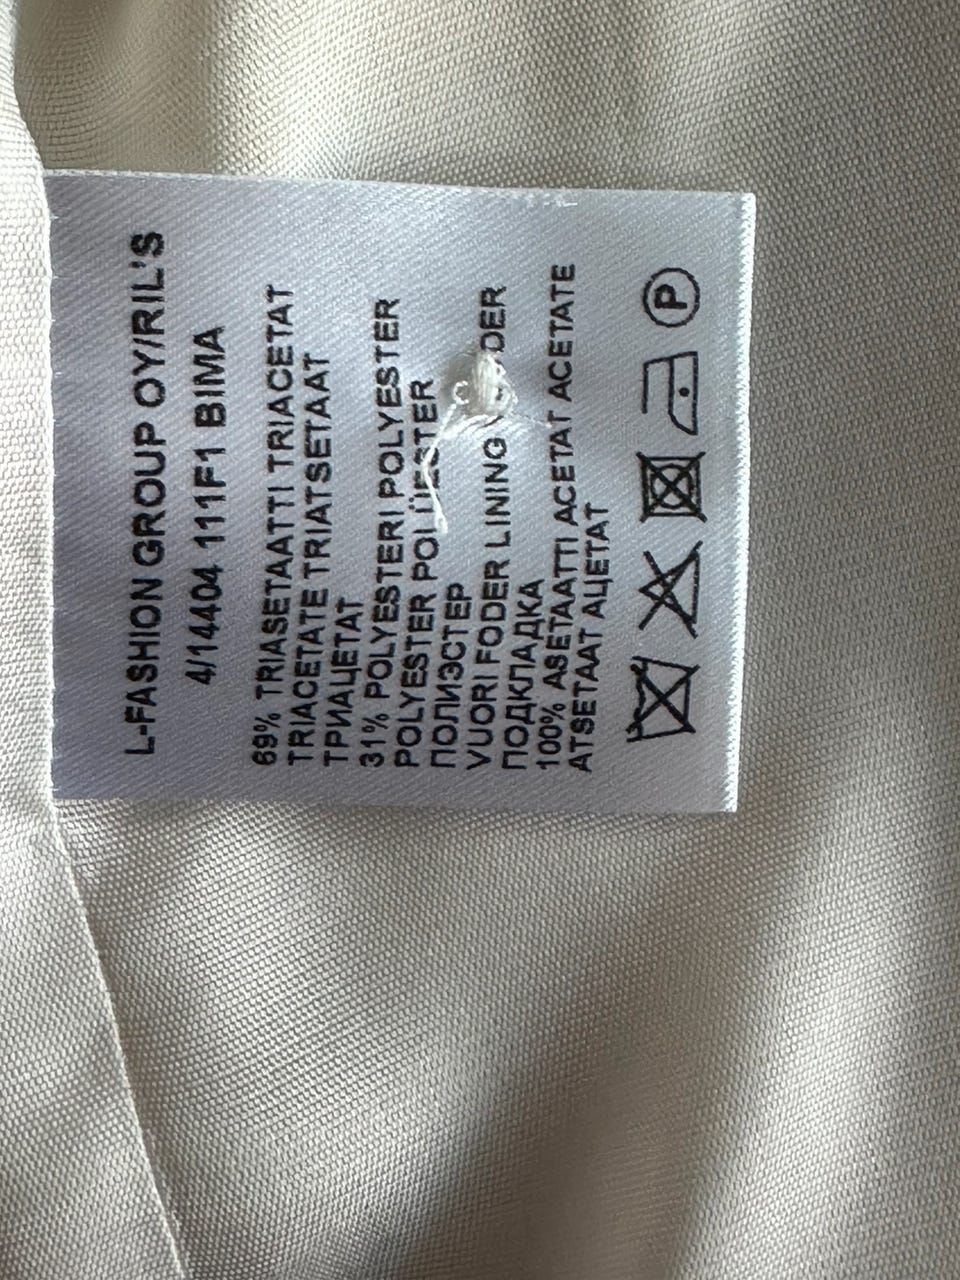 L-FASHION GROUP OY/RIL'S
4/14404 111F1 BIMA
69% TRIASETAATTI TRIACETAT
TRIACETATE TRIATSETAAT
ТРИАЦЕТАТ
31% POLYESTERI POLYESTER
POLYESTER POLÜESTER
ПОЛИЭСТЕР
VUORI FODER LINING DER
ПОДКЛАДКА
100% ASETAATTI ACETAT ACETATE
ATSETAAT АЦЕТАТ
P